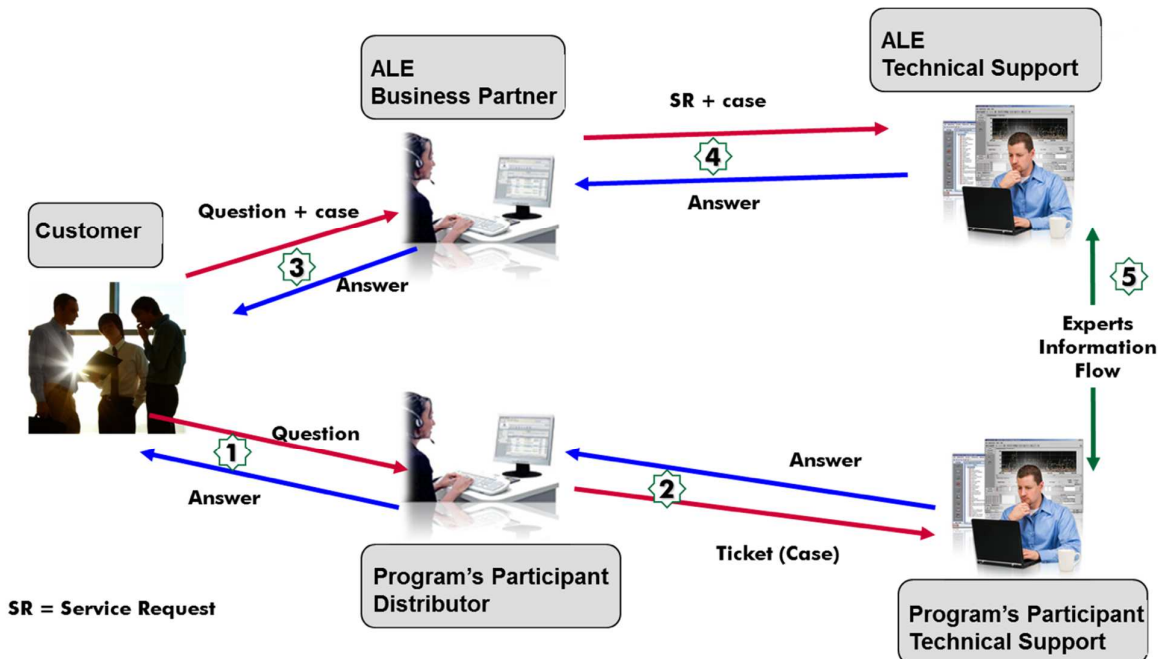 ALE
Business Partner
ALE
Technical Support
SR + case
4
Answer
Customer
Question + case
3
Answer
5
Experts
Information
Flow
Question
1
Answer
Answer
2
Ticket (Case)
Program’s Participant
Distributor
Program’s Participant
Technical Support
SR = Service Request